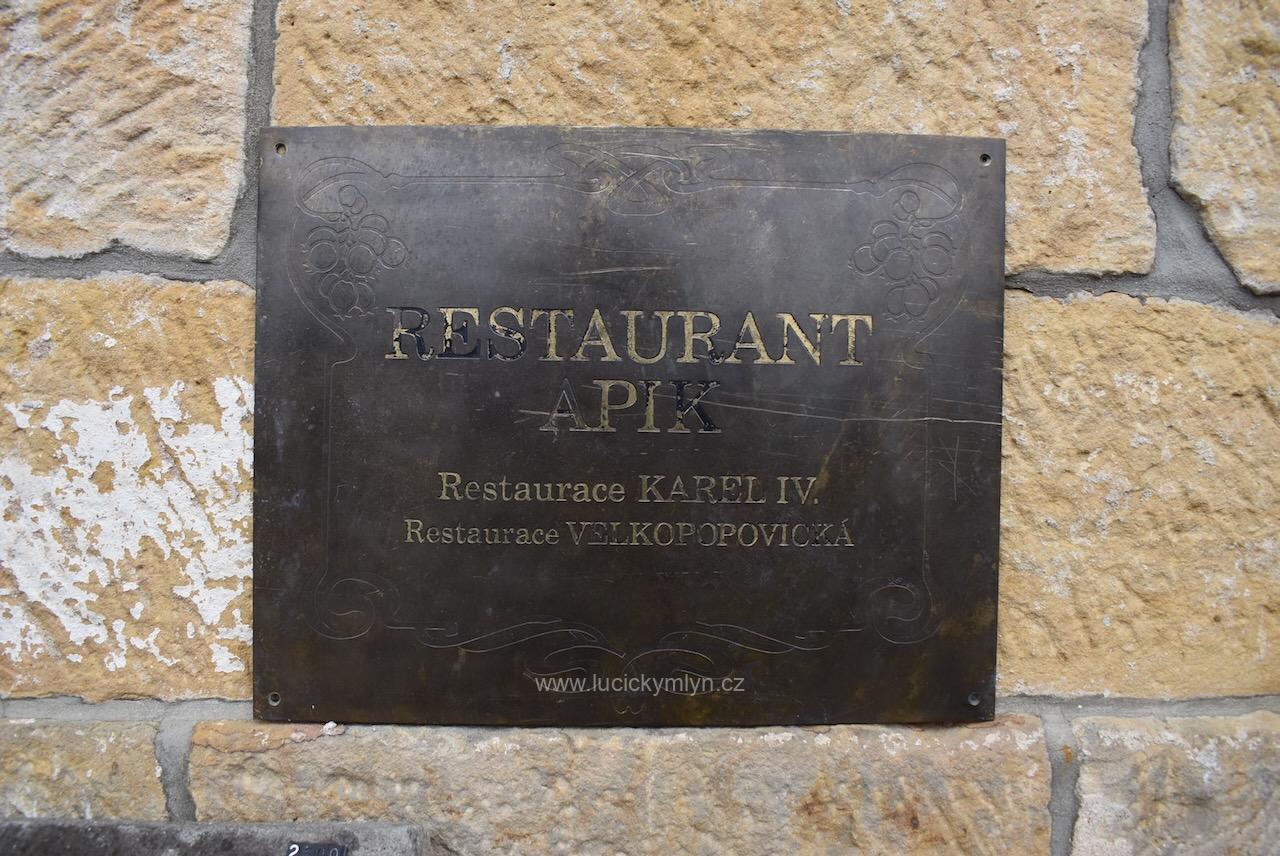 RESTAURANT
APIK
Restaurace KAREL IV.
Restaurace VELKOPOPOVICKÁ
www.lucickymlyn.cz